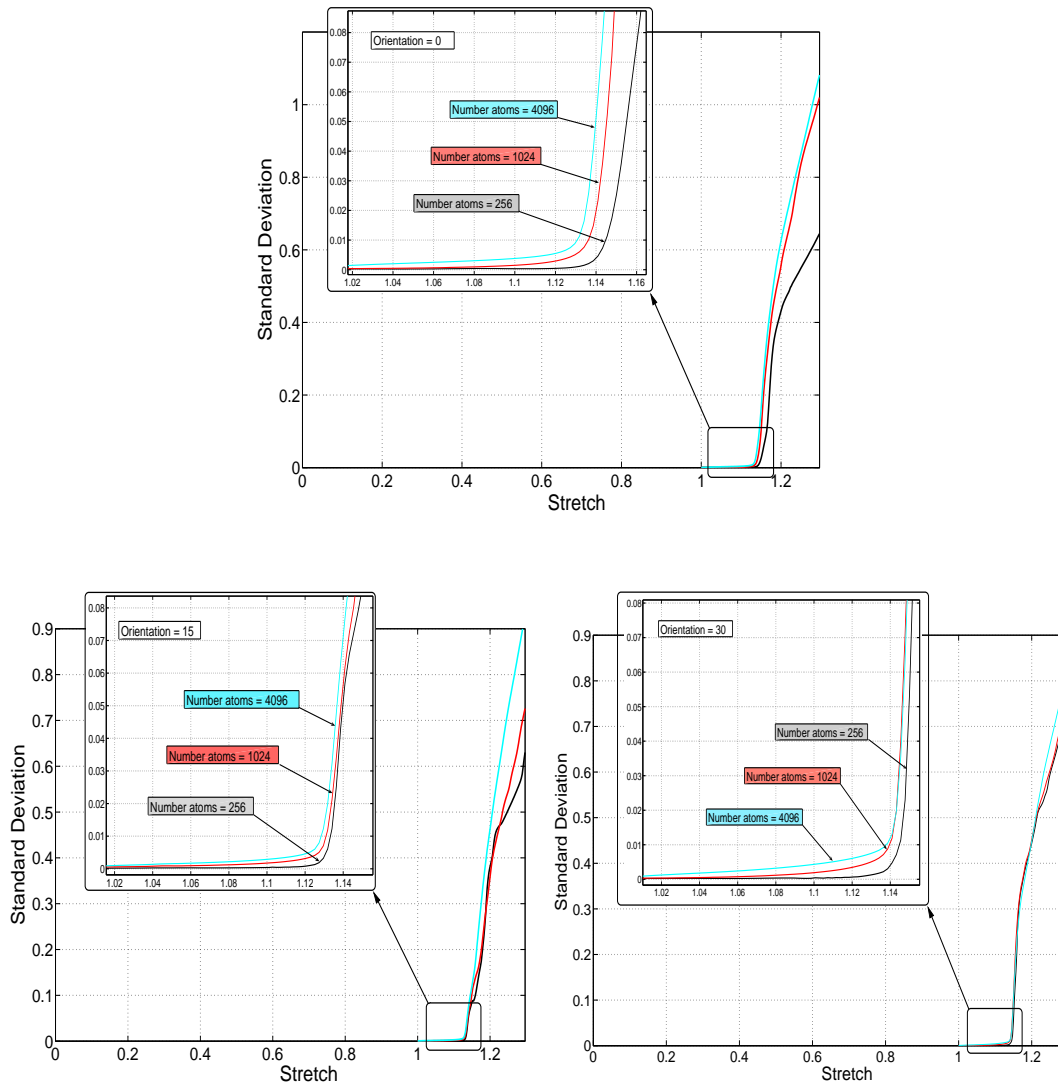 0.08
0.07
0.06
0.05
0.04
0.03
0.02
0.01
0
Orientation = 0
Number atoms = 4096
Number atoms = 1024
Number atoms = 256
1.02 1.04 1.06 1.08 1.10 1.12 1.14 1.16
1
0.8
0.6
0.4
0.2
0
Standard Deviation
0 0.2 0.4 0.6 0.8 1 1.2
Stretch
0.08
0.07
0.06
0.05
0.04
0.03
0.02
0.01
0
Orientation = 15
Number atoms = 4096
Number atoms = 1024
Number atoms = 256
1.02 1.04 1.06 1.08 1.1 1.12 1.14
0.9
0.8
0.7
0.6
0.5
0.4
0.3
0.2
0.1
0
Standard Deviation
0 0.2 0.4 0.6 0.8 1 1.2
Stretch
0.08
0.07
0.06
0.05
0.04
0.03
0.02
0.01
0
Orientation = 30
Number atoms = 256
Number atoms = 1024
Number atoms = 4096
1.02 1.04 1.06 1.08 1.10 1.12 1.14
0.9
0.8
0.7
0.6
0.5
0.4
0.3
0.2
0.1
0
Standard Deviation
0 0.2 0.4 0.6 0.8 1 1.2
Stretch